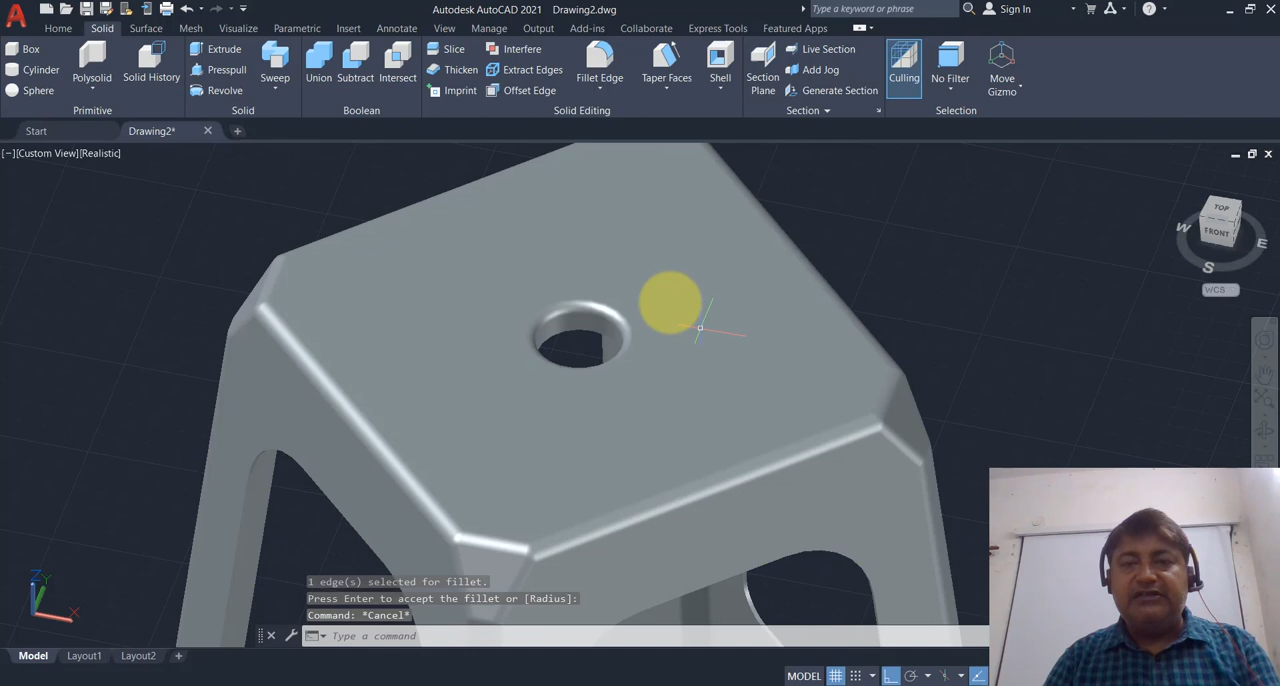 Autodesk AutoCAD 2021 Drawing2.dwg
Type a keyword or phrase
Sign In
Home Solid Surface Mesh Visualize Parametric Insert Annotate View Manage Output Add-ins Collaborate Express Tools Featured Apps
Box
Cylinder
Sphere
Polysolid
Solid History
Primitive
Extrude
Presspull
Revolve
Sweep
Solid
Union
Subtract
Intersect
Boolean
Slice
Thicken
Imprint
Interfere
Extract Edges
Offset Edge
Fillet Edge
Taper Faces
Shell
Solid Editing
Section
Plane
Live Section
Add Jog
Generate Section
Section
Culling
No Filter
Move
Gizmo
Selection
Start
Drawing2*
[−][Custom View][Realistic]
TOP
FRONT
W
E
S
WCS
Z
Y
X
1 edge(s) selected for fillet.
Press Enter to accept the fillet or [Radius]:
Command: *Cancel*
Type a command
Model Layout1 Layout2
MODEL